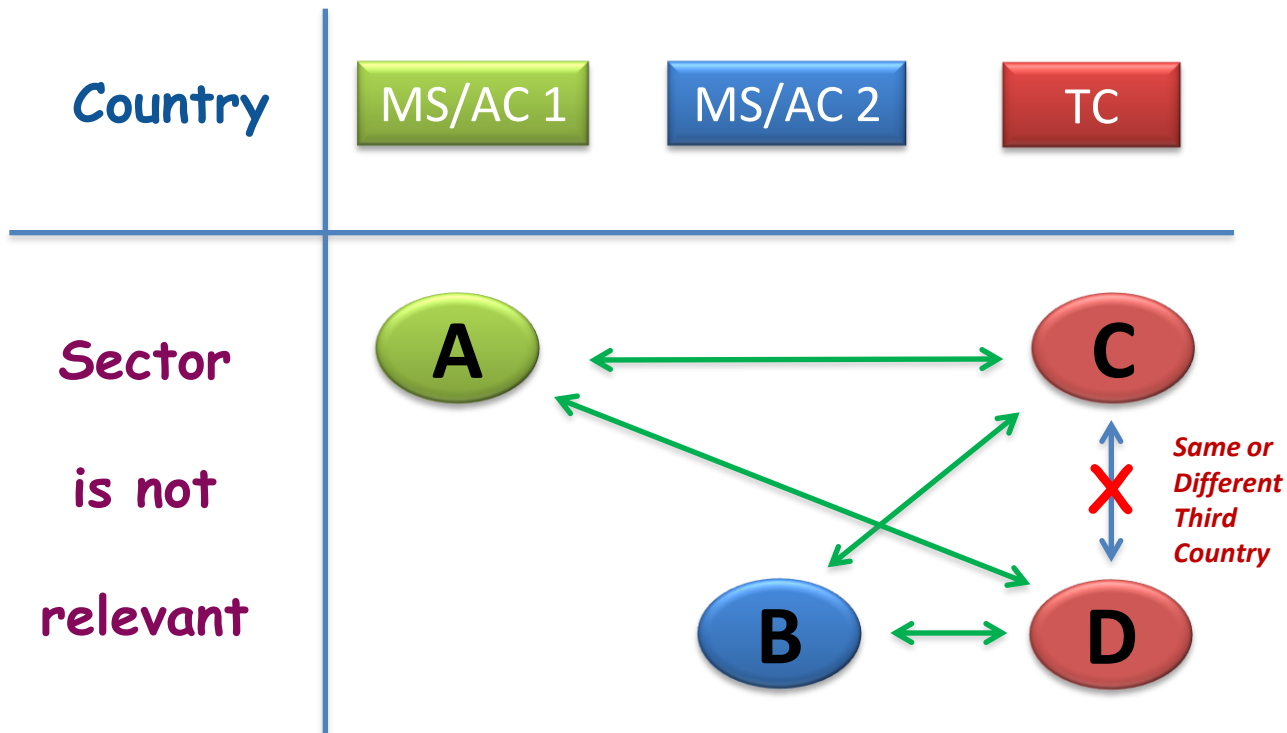 Country
MS/AC 1
MS/AC 2
TC
Sector
is not
relevant
A
C
Same or
Different
Third
Country
B
D